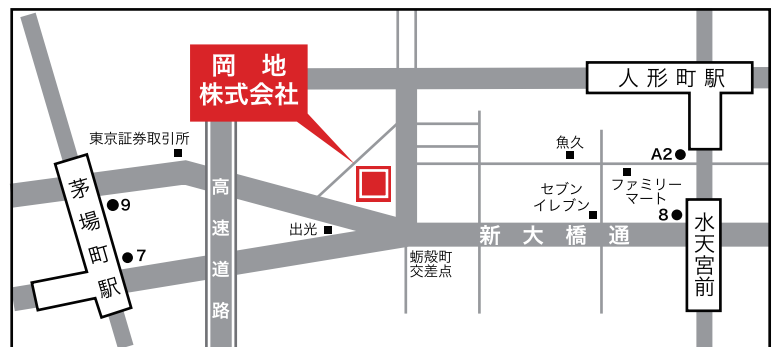 岡　地
株式会社
人形町駅
東京証券取引所
魚久
A2
茅場町駅
高速道路
セブン
イレブン
ファミリー
マート
9
8
水天宮前
出光
新大橋通
7
蛎殻町
交差点